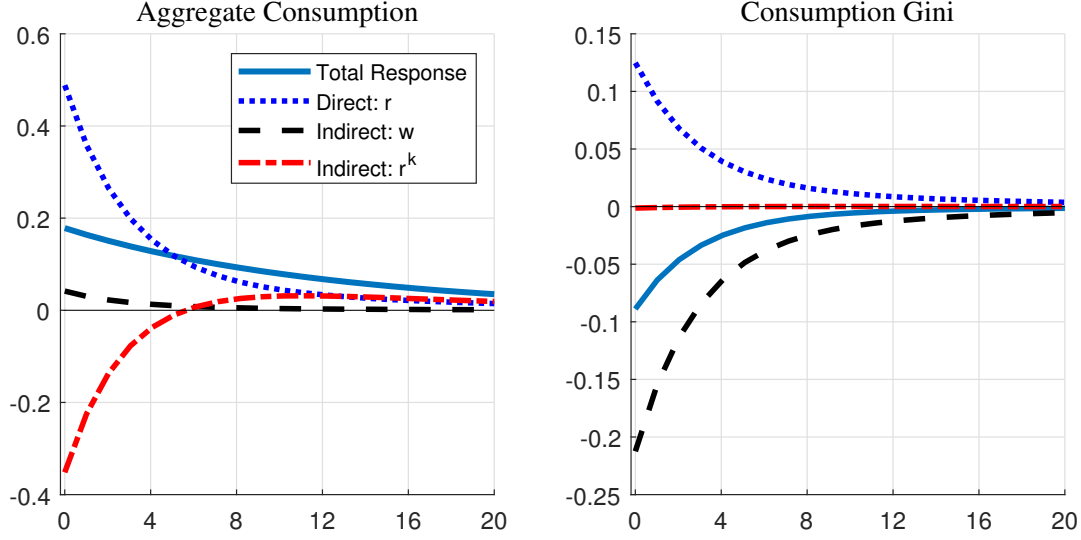 Aggregate Consumption
0.6
0.4
0.2
0
-0.2
-0.4
0 4 8 12 16 20
Total Response
Direct: r
Indirect: w
Indirect: r^k
Consumption Gini
0.15
0.1
0.05
0
-0.05
-0.1
-0.15
-0.2
-0.25
0 4 8 12 16 20